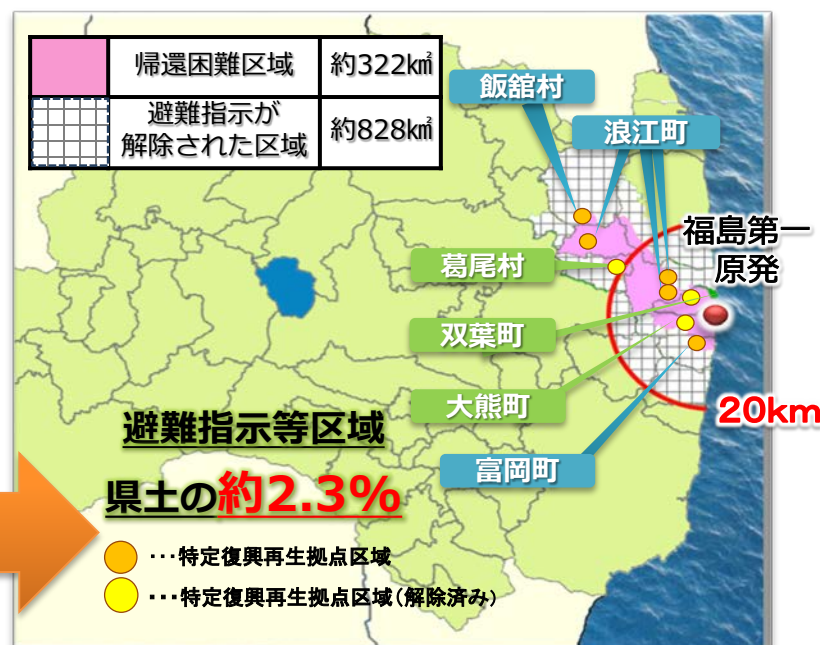 帰還困難区域 約322㎢
避難指示が
解除された区域 約828㎢
飯舘村
浪江町
福島第一
原発
葛尾村
双葉町
大熊町
20km
富岡町
避難指示等区域
県土の約2.3%
･･･特定復興再生拠点区域
･･･特定復興再生拠点区域（解除済み）